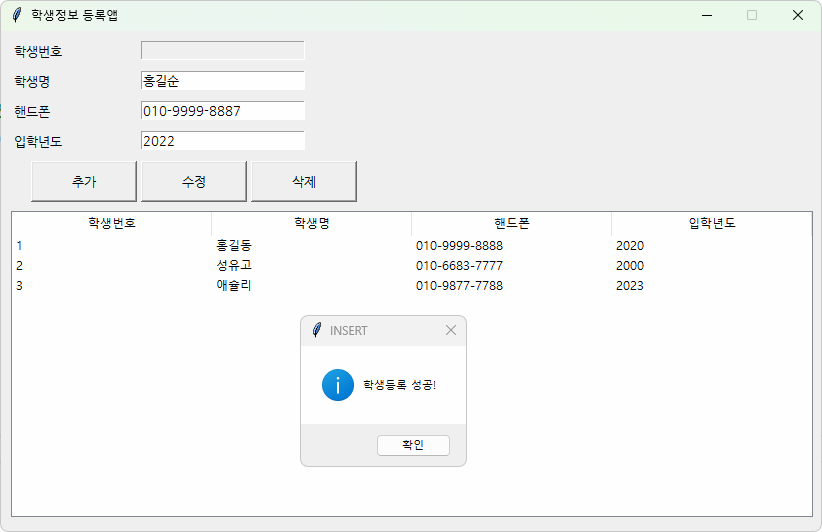 학생정보 등록앱
학생번호
학생명 홍길순
핸드폰 010-9999-8887
입학년도 2022
추가 수정 삭제
학생번호 학생명 핸드폰 입학년도
1 홍길동 010-9999-8888 2020
2 성유고 010-6683-7777 2000
3 애슐리 010-9877-7788 2023
INSERT
학생등록 성공!
확인